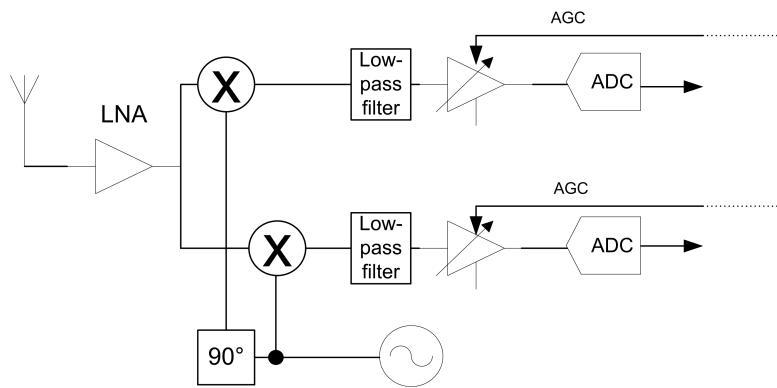 AGC
Low-
pass
filter
ADC
LNA
X
AGC
Low-
pass
filter
ADC
X
90°